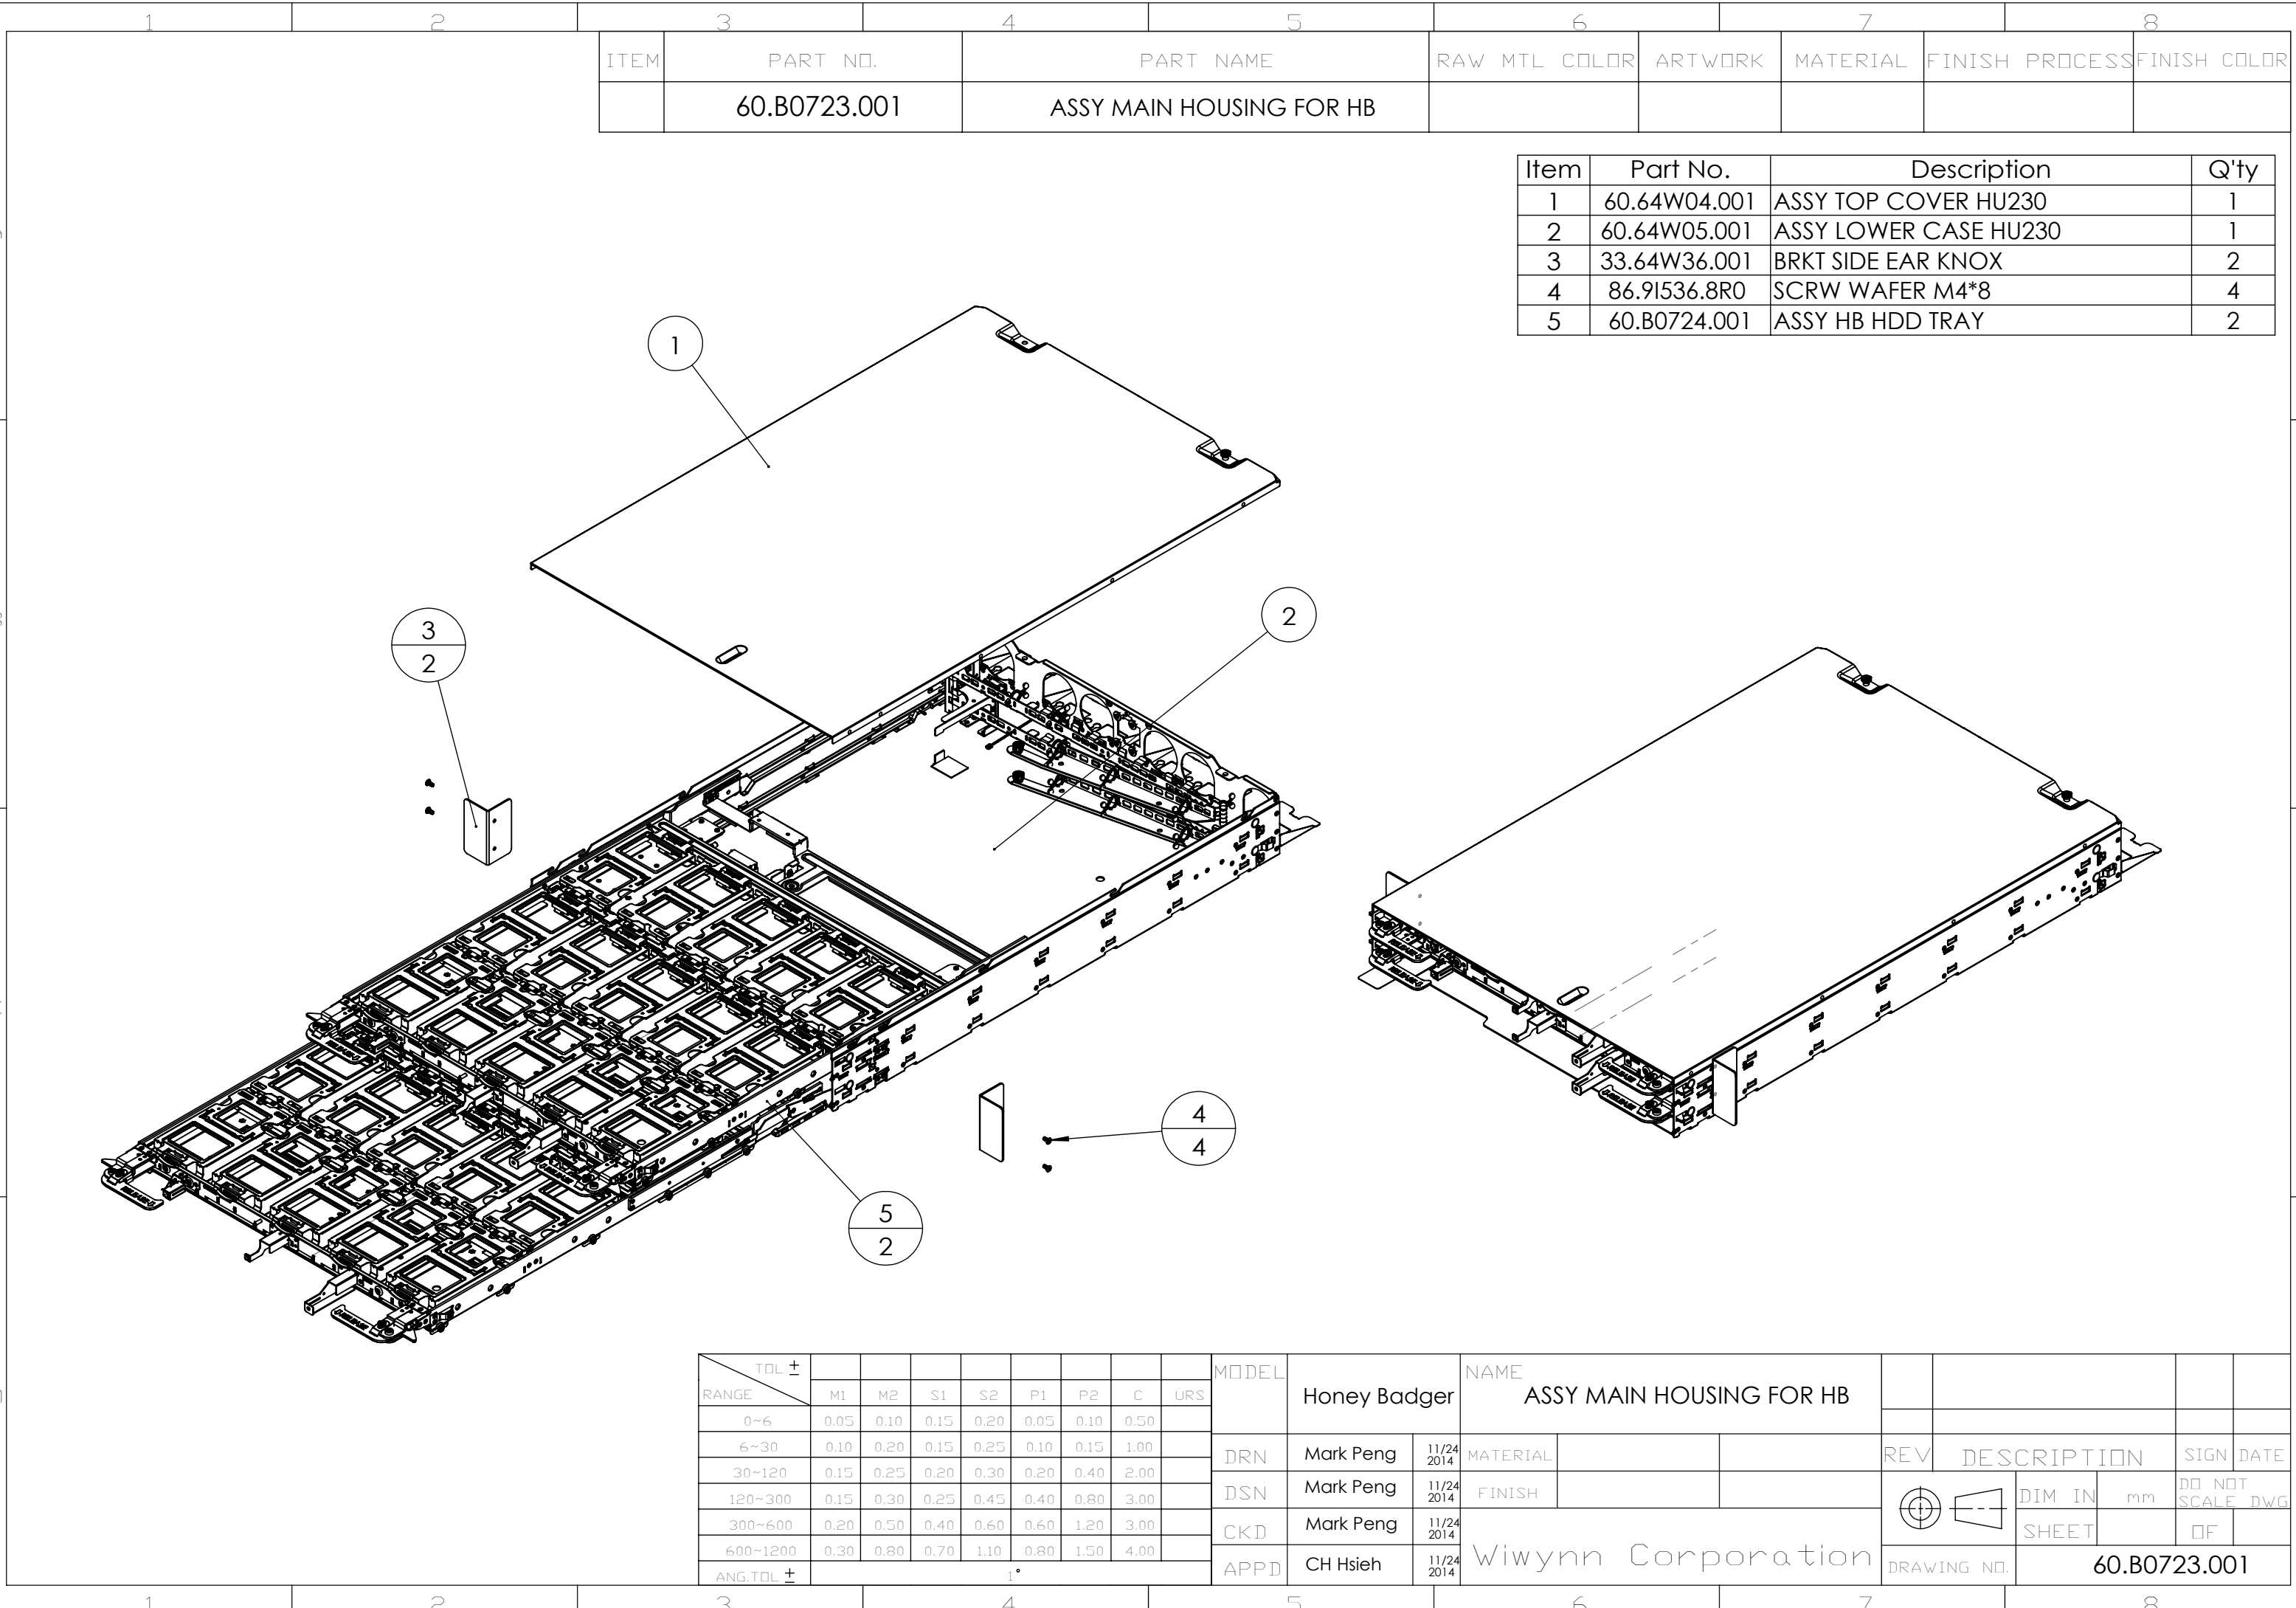 1 2 3 4 5 6 7 8
ITEM PART NO. PART NAME RAW MTL COLOR ARTWORK MATERIAL FINISH PROCESS FINISH COLOR
60.B0723.001 ASSY MAIN HOUSING FOR HB
Item Part No. Description Q'ty
1 60.64W04.001 ASSY TOP COVER HU230 1
2 60.64W05.001 ASSY LOWER CASE HU230 1
3 33.64W36.001 BRKT SIDE EAR KNOX 2
4 86.9I536.8R0 SCRW WAFER M4*8 4
5 60.B0724.001 ASSY HB HDD TRAY 2
1
2
3
2
4
4
5
2
TOL ±
RANGE M1 M2 S1 S2 P1 P2 C URS
0~6 0.05 0.10 0.15 0.20 0.05 0.10 0.50
6~30 0.10 0.20 0.15 0.25 0.10 0.15 1.00
30~120 0.15 0.25 0.20 0.30 0.20 0.40 2.00
120~300 0.15 0.30 0.25 0.45 0.40 0.80 3.00
300~600 0.20 0.50 0.40 0.60 0.60 1.20 3.00
600~1200 0.30 0.80 0.70 1.10 0.80 1.50 4.00
ANG.TOL ± 1°
MODEL Honey Badger
NAME ASSY MAIN HOUSING FOR HB
DRN Mark Peng 11/24 2014 MATERIAL
DSN Mark Peng 11/24 2014 FINISH
CKD Mark Peng 11/24 2014
APPD CH Hsieh 11/24 2014
Wiwynn Corporation
REV DESCRIPTION SIGN DATE
DIM IN mm DO NOT SCALE DWG
SHEET OF
DRAWING NO. 60.B0723.001
1 2 3 4 5 6 7 8